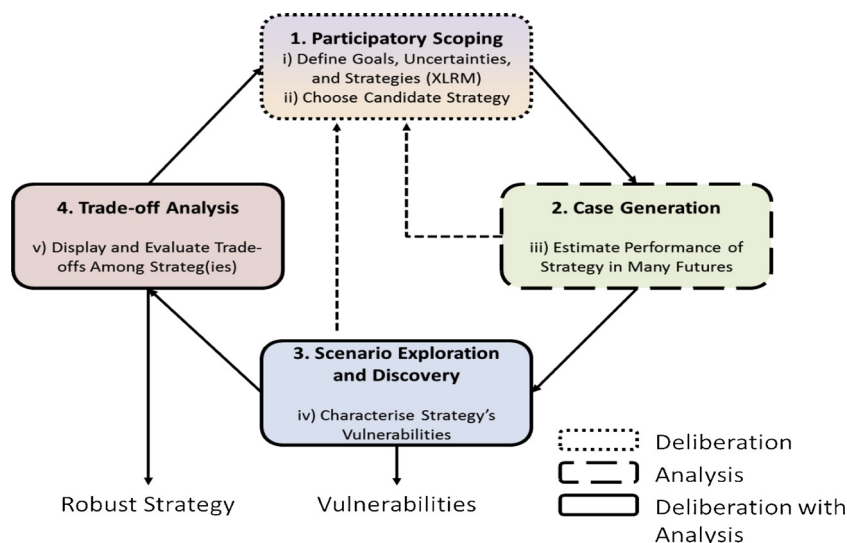 1. Participatory Scoping
i) Define Goals, Uncertainties,
and Strategies (XLRM)
ii) Choose Candidate Strategy
4. Trade-off Analysis
v) Display and Evaluate Trade-
offs Among Strateg(ies)
2. Case Generation
iii) Estimate Performance of
Strategy in Many Futures
3. Scenario Exploration
and Discovery
iv) Characterise Strategy's
Vulnerabilities
Robust Strategy
Vulnerabilities
Deliberation
Analysis
Deliberation with
Analysis